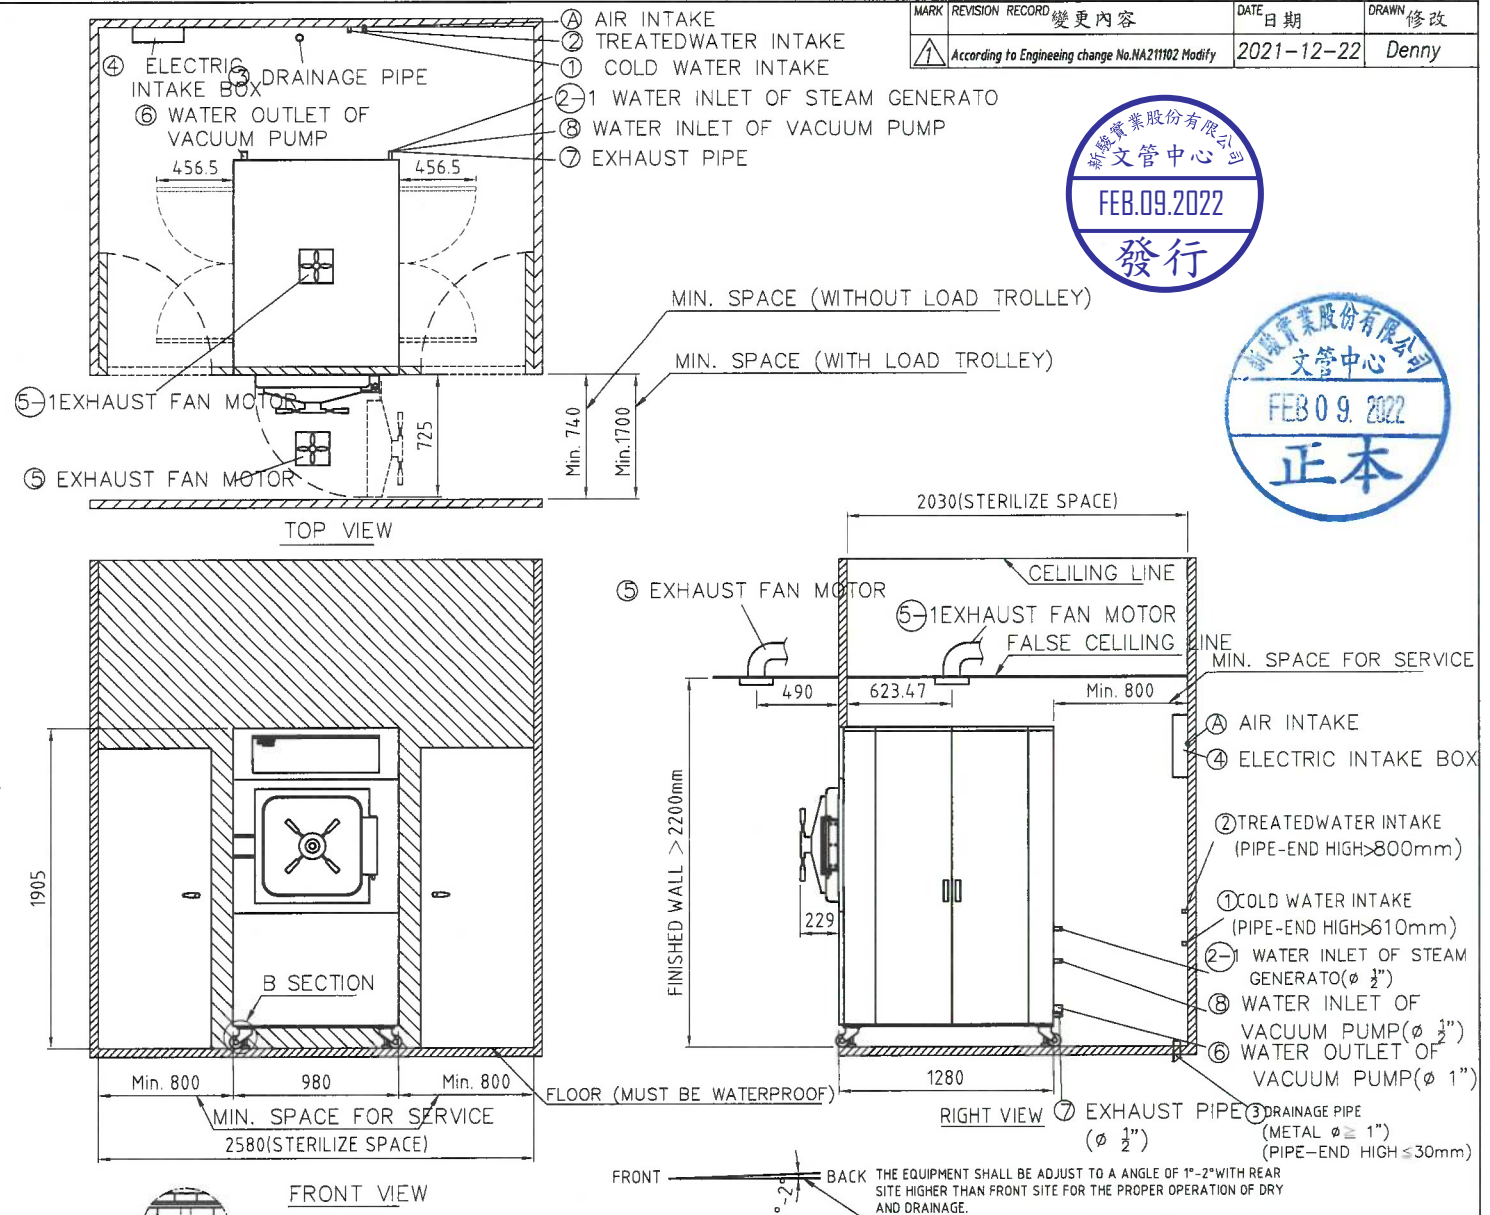 MARK REVISION RECORD 變更內容 DATE 日期 DRAWN 修改
1 According to Engineeing change No.NA211102 Modify 2021-12-22 Denny
Ⓐ AIR INTAKE
② TREATEDWATER INTAKE
① COLD WATER INTAKE
2-1 WATER INLET OF STEAM GENERATO
⑧ WATER INLET OF VACUUM PUMP
⑦ EXHAUST PIPE
④ ELECTRIC
INTAKE BOX
③ DRAINAGE PIPE
⑥ WATER OUTLET OF
VACUUM PUMP
456.5
456.5
新駿實業股份有限公司
文管中心
FEB.09.2022
發行
新駿實業股份有限公司
文管中心
FEB 09. 2022
正本
MIN. SPACE (WITHOUT LOAD TROLLEY)
MIN. SPACE (WITH LOAD TROLLEY)
5-1 EXHAUST FAN MOTOR
⑤ EXHAUST FAN MOTOR
725
Min. 740
Min.1700
TOP VIEW
2030(STERILIZE SPACE)
CELILING LINE
⑤ EXHAUST FAN MOTOR
5-1 EXHAUST FAN MOTOR
FALSE CELILING LINE
MIN. SPACE FOR SERVICE
490
623.47
Min. 800
Ⓐ AIR INTAKE
④ ELECTRIC INTAKE BOX
FINISHED WALL >2200mm
229
② TREATEDWATER INTAKE
(PIPE-END HIGH>800mm)
① COLD WATER INTAKE
(PIPE-END HIGH>610mm)
2-1 WATER INLET OF STEAM
GENERATO(ø ½")
⑧ WATER INLET OF
VACUUM PUMP(ø ½")
⑥ WATER OUTLET OF
VACUUM PUMP(ø 1")
1280
RIGHT VIEW
⑦ EXHAUST PIPE
(ø ½")
③ DRAINAGE PIPE
(METAL ø≧ 1")
(PIPE-END HIGH≦30mm)
1905
B SECTION
Min. 800
980
Min. 800
FLOOR (MUST BE WATERPROOF)
MIN. SPACE FOR SERVICE
2580(STERILIZE SPACE)
FRONT VIEW
FRONT
BACK
THE EQUIPMENT SHALL BE ADJUST TO A ANGLE OF 1°-2°WITH REAR
SITE HIGHER THAN FRONT SITE FOR THE PROPER OPERATION OF DRY
AND DRAINAGE.